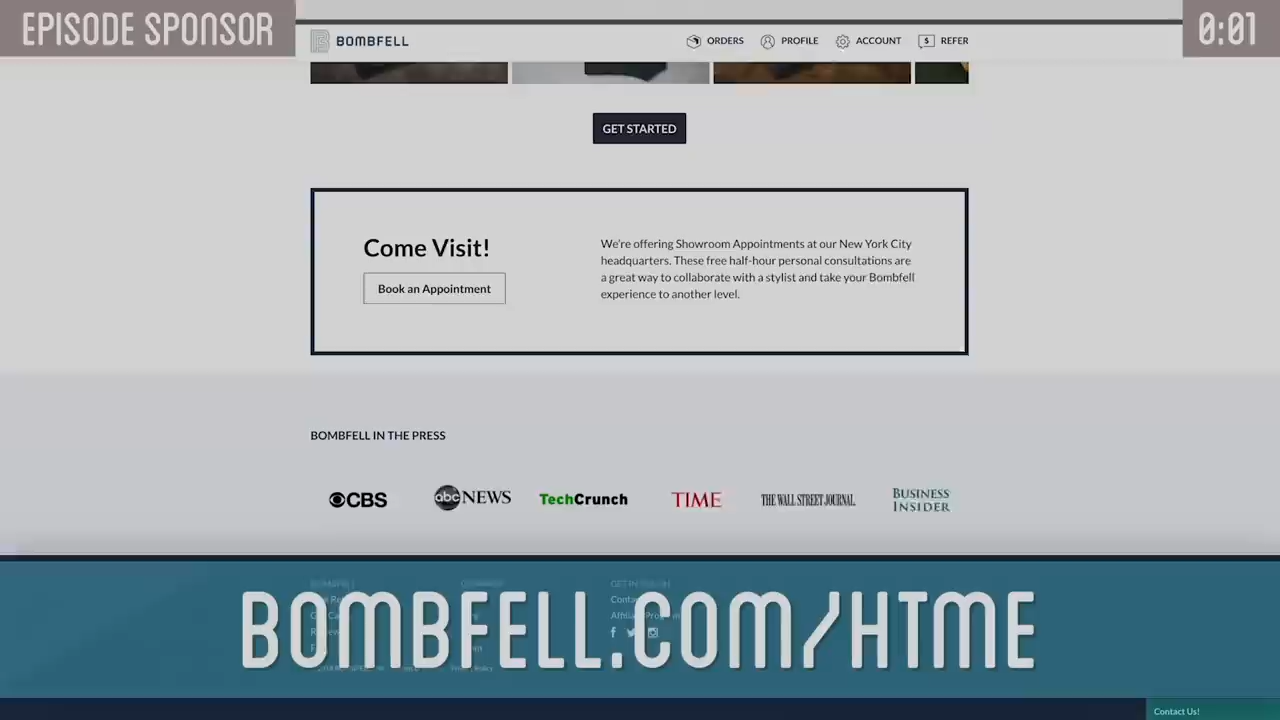 EPISODE SPONSOR
0:01
BOMBFELL
ORDERS
PROFILE
ACCOUNT
REFER
GET STARTED
Come Visit!
Book an Appointment
We're offering Showroom Appointments at our New York City
headquarters. These free half-hour personal consultations are
a great way to collaborate with a stylist and take your Bombfell
experience to another level.
BOMBFELL IN THE PRESS
CBS
abc NEWS
TechCrunch
TIME
THE WALL STREET JOURNAL.
BUSINESS
INSIDER
BOMBFELL.COM/HTME
Contact Us!